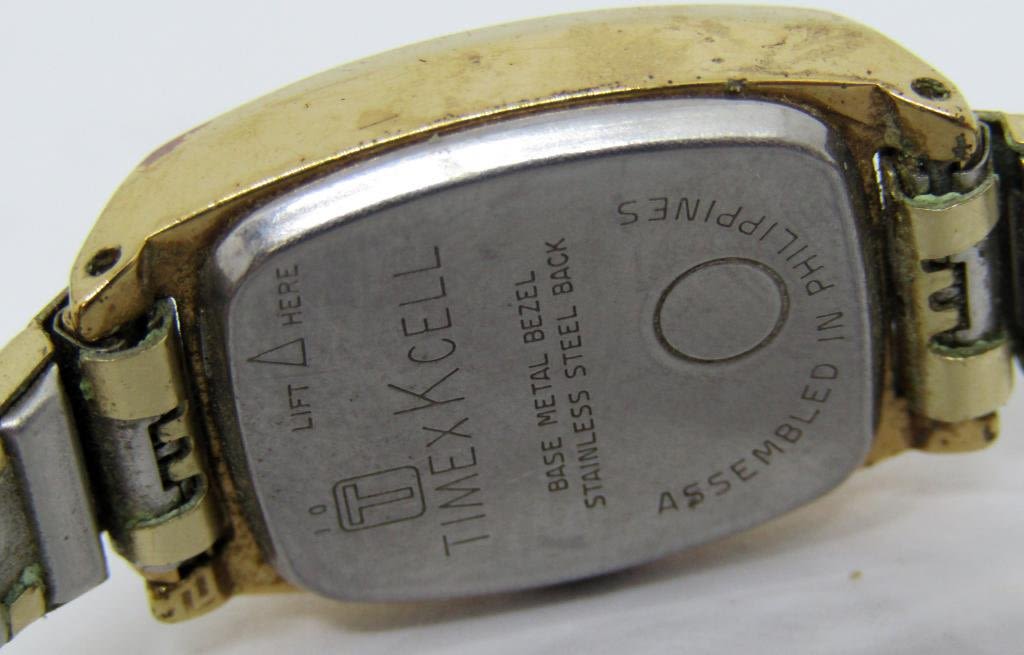 LIFT △ HERE
10
T
TIMEX K CELL
BASE METAL BEZEL
STAINLESS STEEL BACK
ASSEMBLED IN PHILIPPINES